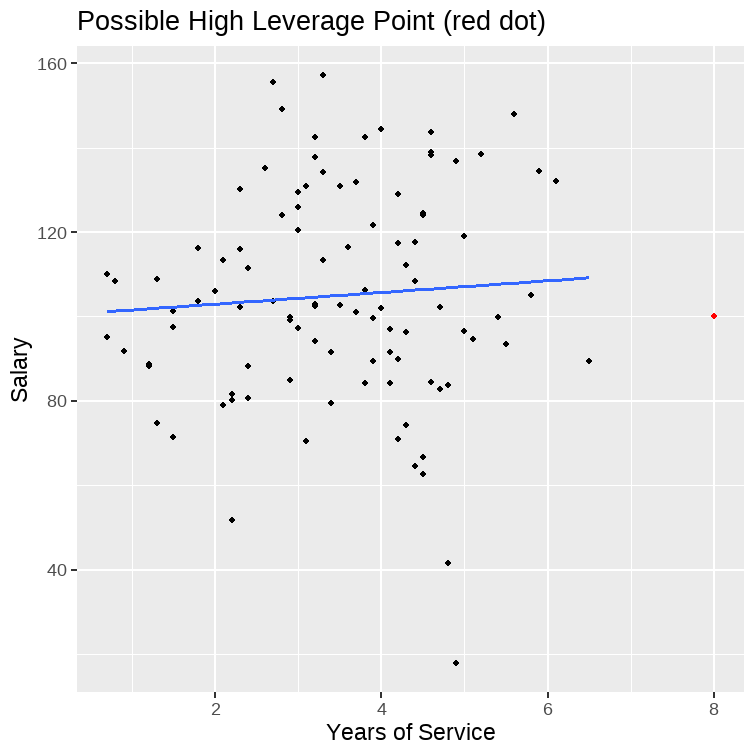 Possible High Leverage Point (red dot)
160
120
80
40
Salary
2 4 6 8
Years of Service